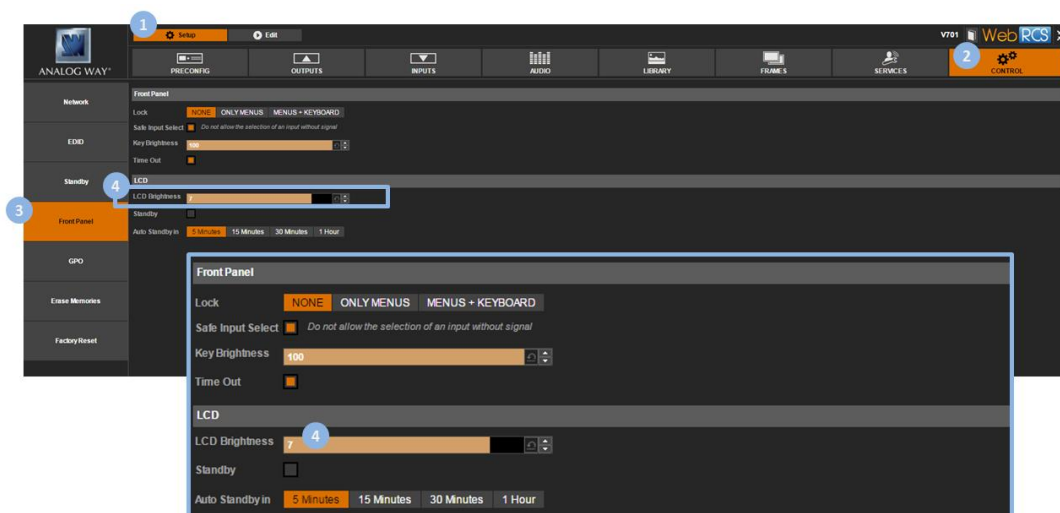 1
Setup
Edit
V701
Web RCS
ANALOG WAY®
PRECONFIG
OUTPUTS
INPUTS
AUDIO
LIBRARY
FRAMES
SERVICES
2
CONTROL
Network
EDID
Standby
3
Front Panel
GPO
Erase Memories
Factory Reset
Front Panel
Lock NONE ONLY MENUS MENUS + KEYBOARD
Safe Input Select Do not allow the selection of an input without signal
Key Brightness 100
Time Out
LCD
4
LCD Brightness 7
Standby
Auto Standby in 5 Minutes 15 Minutes 30 Minutes 1 Hour
Front Panel
Lock NONE ONLY MENUS MENUS + KEYBOARD
Safe Input Select Do not allow the selection of an input without signal
Key Brightness 100
Time Out
LCD
LCD Brightness 7 4
Standby
Auto Standby in 5 Minutes 15 Minutes 30 Minutes 1 Hour